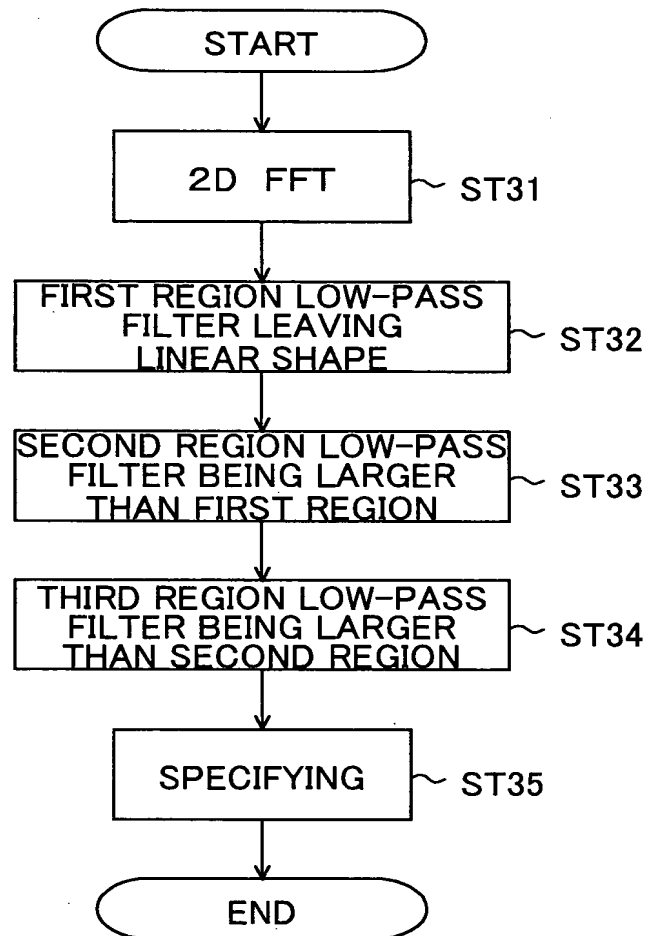 START
2D FFT
ST31
FIRST REGION LOW-PASS
FILTER LEAVING
LINEAR SHAPE
ST32
SECOND REGION LOW-PASS
FILTER BEING LARGER
THAN FIRST REGION
ST33
THIRD REGION LOW-PASS
FILTER BEING LARGER
THAN SECOND REGION
ST34
SPECIFYING
ST35
END